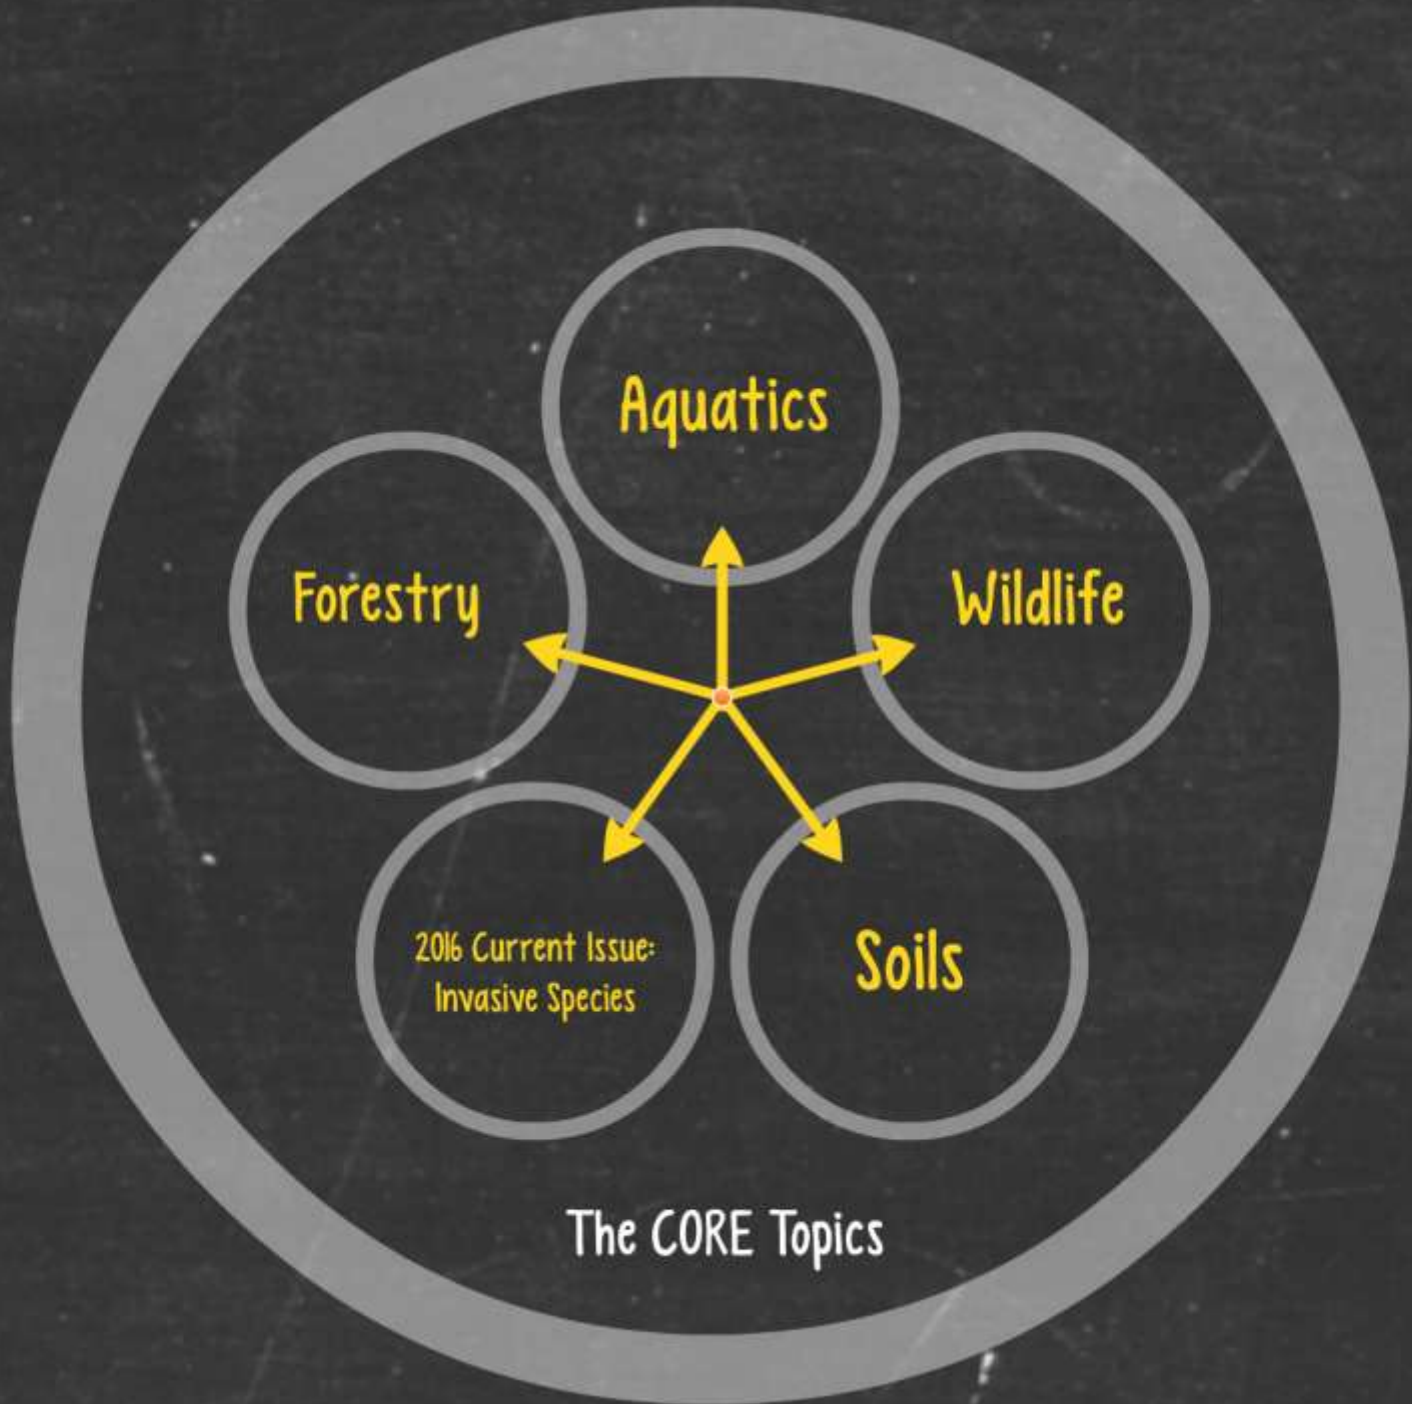 Aquatics
Forestry
Wildlife
2016 Current Issue:
Invasive Species
Soils
The CORE Topics